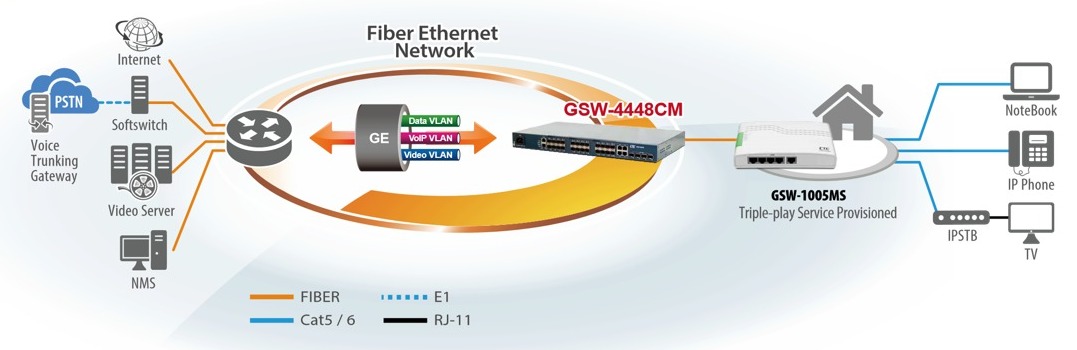 Fiber Ethernet
Network
Internet
PSTN
Softswitch
Voice
Trunking
Gateway
Video Server
NMS
GE
Data VLAN
VoIP VLAN
Video VLAN
GSW-4448CM
GSW-1005MS
Triple-play Service Provisioned
NoteBook
IP Phone
IPSTB
TV
FIBER
E1
Cat5 / 6
RJ-11